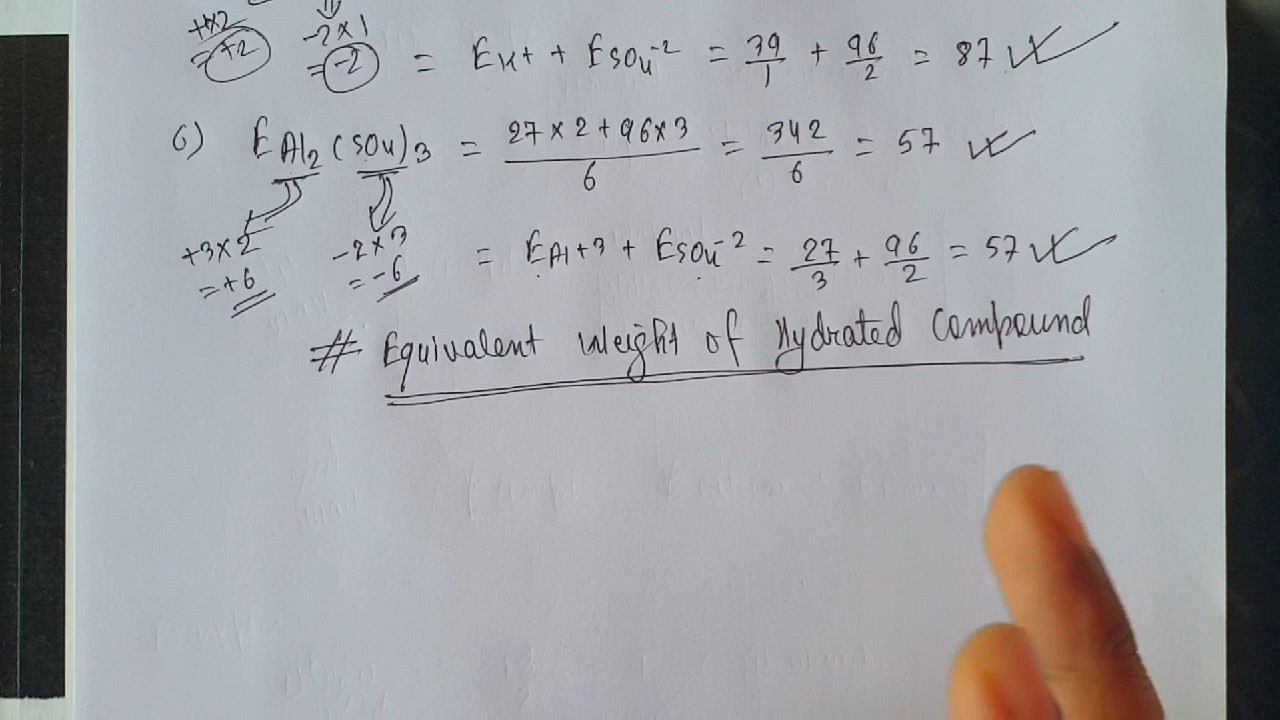 +1×2 -2×1
= +2 = -2 = EK+ + ESO4-2 = 39/1 + 96/2 = 87
6) EAl2(SO4)3 = 27×2+96×3/6 = 342/6 = 57
+3×2 -2×3
=+6 =-6 = EAl+3 + ESO4-2 = 27/3 + 96/2 = 57
# Equivalent Weight of Hydrated Compound